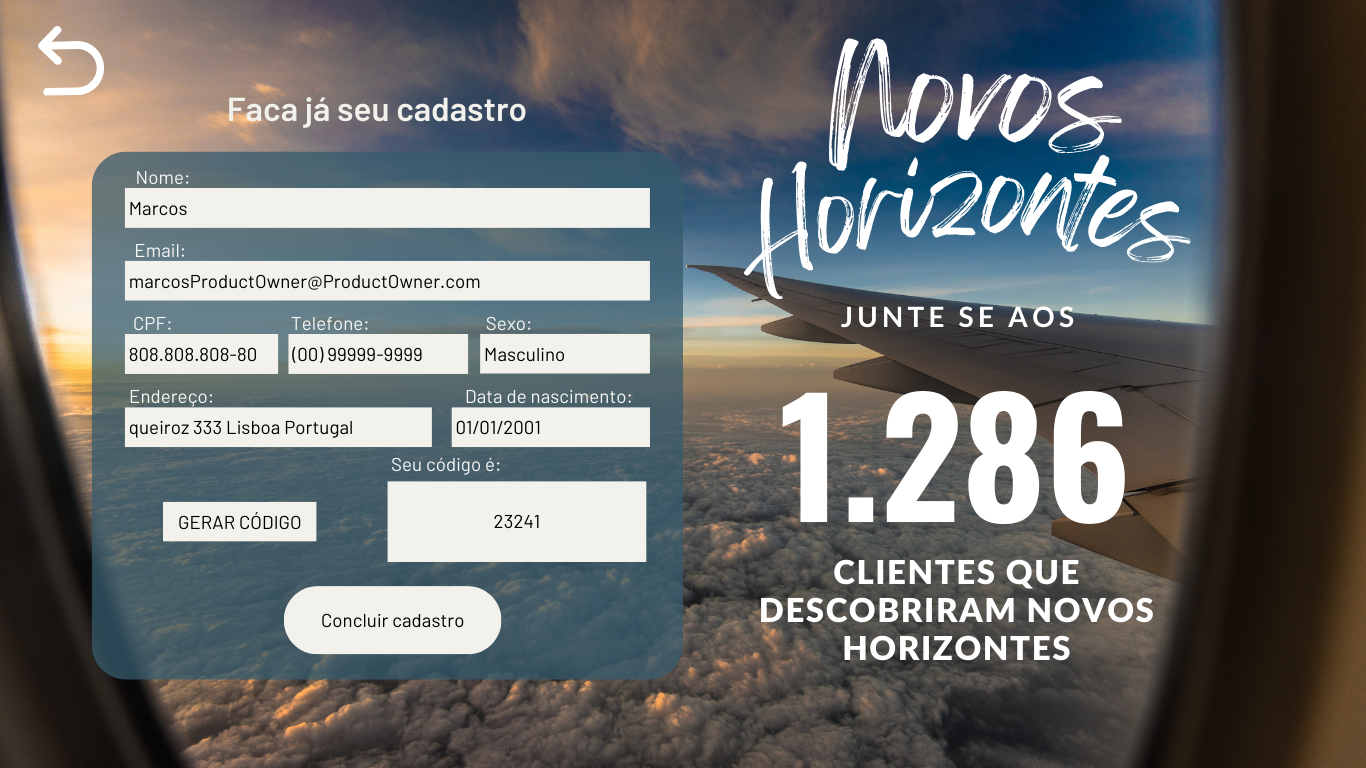 Faca já seu cadastro
Nome:
Marcos
Email:
marcosProductOwner@ProductOwner.com
CPF: Telefone: Sexo:
808.808.808-80 (00) 99999-9999 Masculino
Endereço: Data de nascimento:
queiroz 333 Lisboa Portugal 01/01/2001
Seu código é:
GERAR CÓDIGO 23241
Concluir cadastro
Novos
Horizontes
JUNTE SE AOS
1.286
CLIENTES QUE
DESCOBRIRAM NOVOS
HORIZONTES